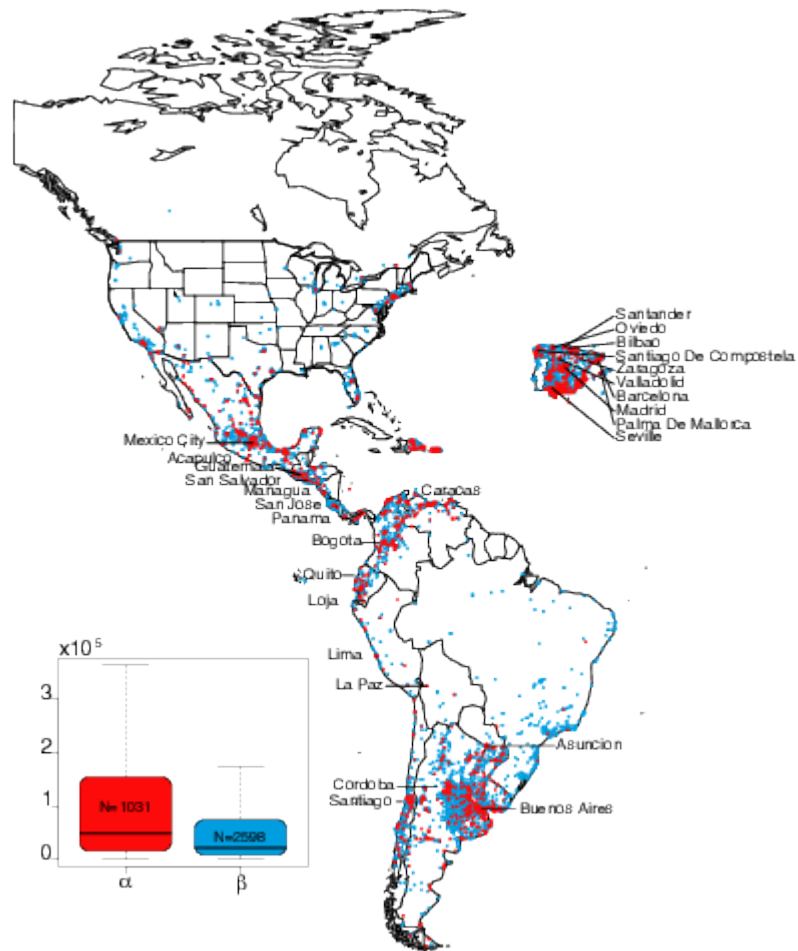 Santander
Oviedo
Bilbao
Santiago De Compostela
Zaragoza
Valladolid
Barcelona
Madrid
Palma De Mallorca
Seville
Mexico City
Acapulco
Guatemala
San Salvador
Managua
San Jose
Panama
Caracas
Bogota
Quito
Loja
Lima
La Paz
Asuncion
Cordoba
Santiago
Buenos Aires
x10 5
3
2
1
0
N=1031
N=2598
α
β